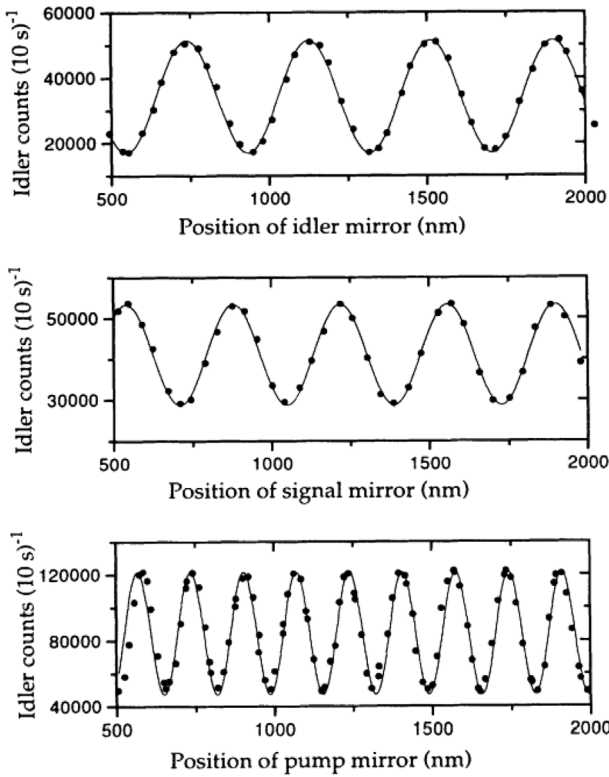 60000
40000
20000
Idler counts (10 s)-1
500 1000 1500 2000
Position of idler mirror (nm)
50000
30000
Idler counts (10 s)-1
500 1000 1500 2000
Position of signal mirror (nm)
120000
80000
40000
Idler counts (10 s)-1
500 1000 1500 2000
Position of pump mirror (nm)